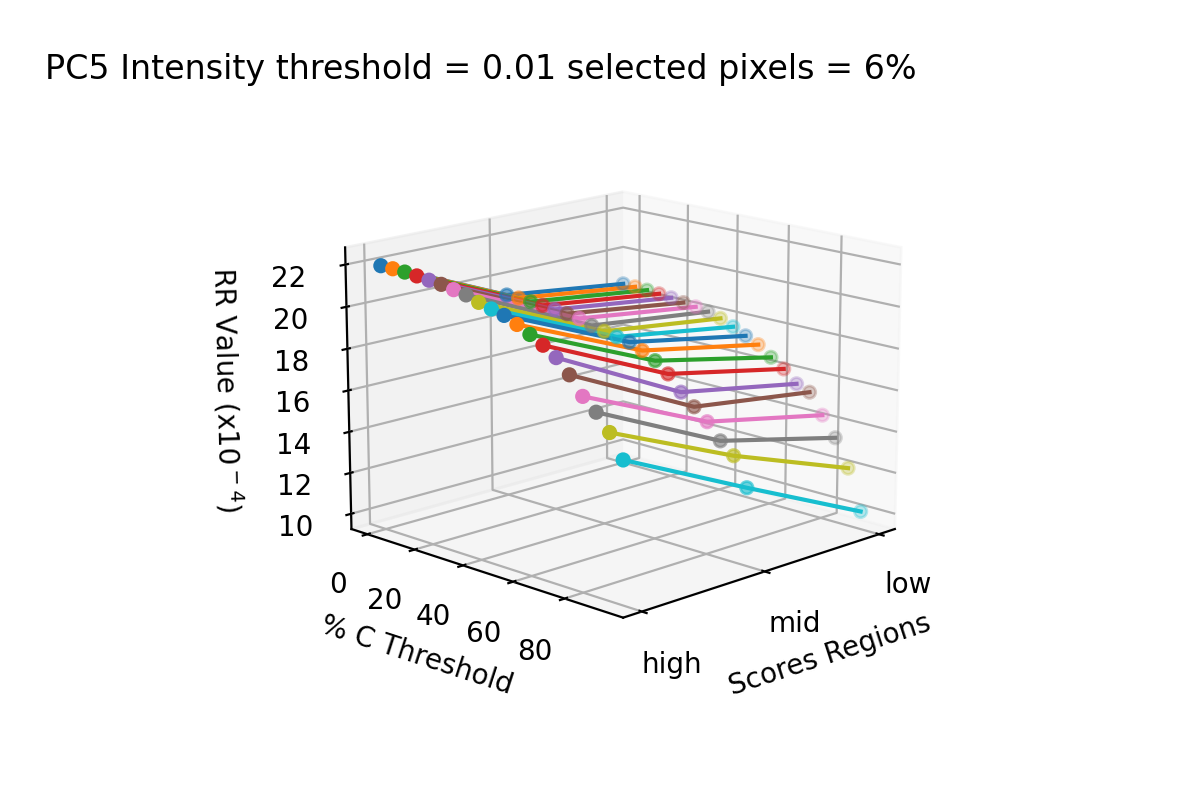 PC5 Intensity threshold = 0.01 selected pixels = 6%
RR Value (x10⁻⁴)
22
20
18
16
14
12
10
0
20
40
60
80
% C Threshold
high
mid
low
Scores Regions